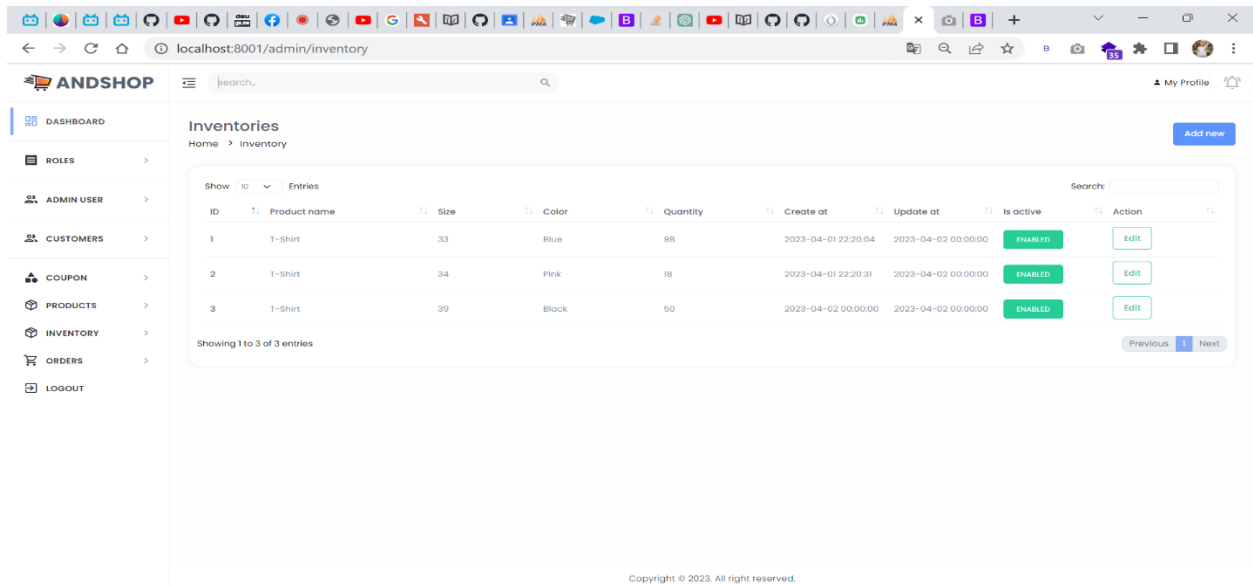 localhost:8001/admin/inventory
35
ANDSHOP
search..
My Profile
DASHBOARD
ROLES
ADMIN USER
CUSTOMERS
COUPON
PRODUCTS
INVENTORY
ORDERS
LOGOUT
Inventories
Home > Inventory
Add new
Show 10 Entries
Search:
ID Product name Size Color Quantity Create at Update at Is active Action
1 T-Shirt 33 Blue 98 2023-04-01 22:20:04 2023-04-02 00:00:00 ENABLED Edit
2 T-Shirt 34 Pink 18 2023-04-01 22:20:31 2023-04-02 00:00:00 ENABLED Edit
3 T-Shirt 39 Black 50 2023-04-02 00:00:00 2023-04-02 00:00:00 ENABLED Edit
Showing 1 to 3 of 3 entries
Previous 1 Next
Copyright © 2023. All right reserved.